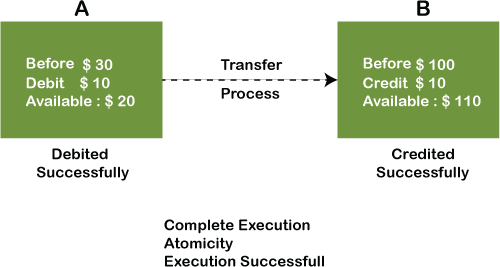 A
B
Before $ 30
Debit $ 10
Available : $ 20
Transfer
Process
Before $ 100
Credit $ 10
Available : $ 110
Debited
Successfully
Credited
Successfully
Complete Execution
Atomicity
Execution Successfull